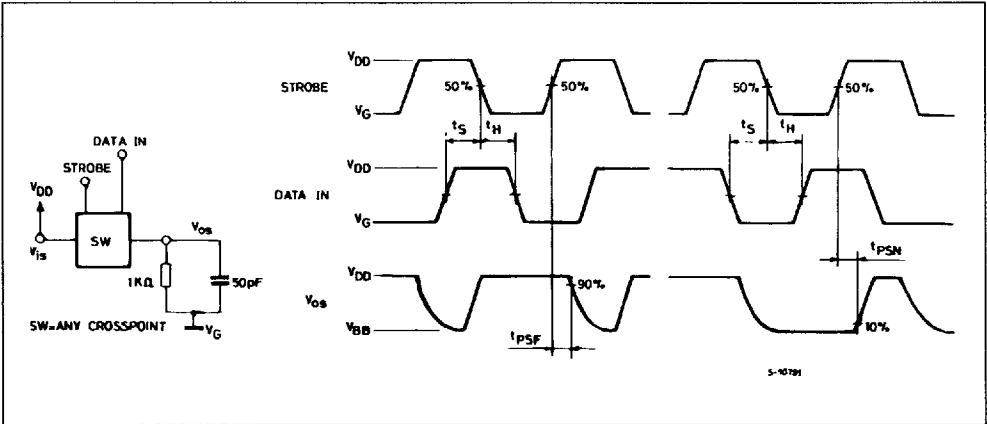 DATA IN
STROBE
VDD
SW
Vis
Vos
1KΩ
50pF
VG
SW=ANY CROSSPOINT
STROBE
VDD
VG
50%
50%
50%
50%
tS
tH
tS
tH
DATA IN
VDD
VG
Vos
VDD
VBB
90%
tPSF
tPSN
10%
S-10791